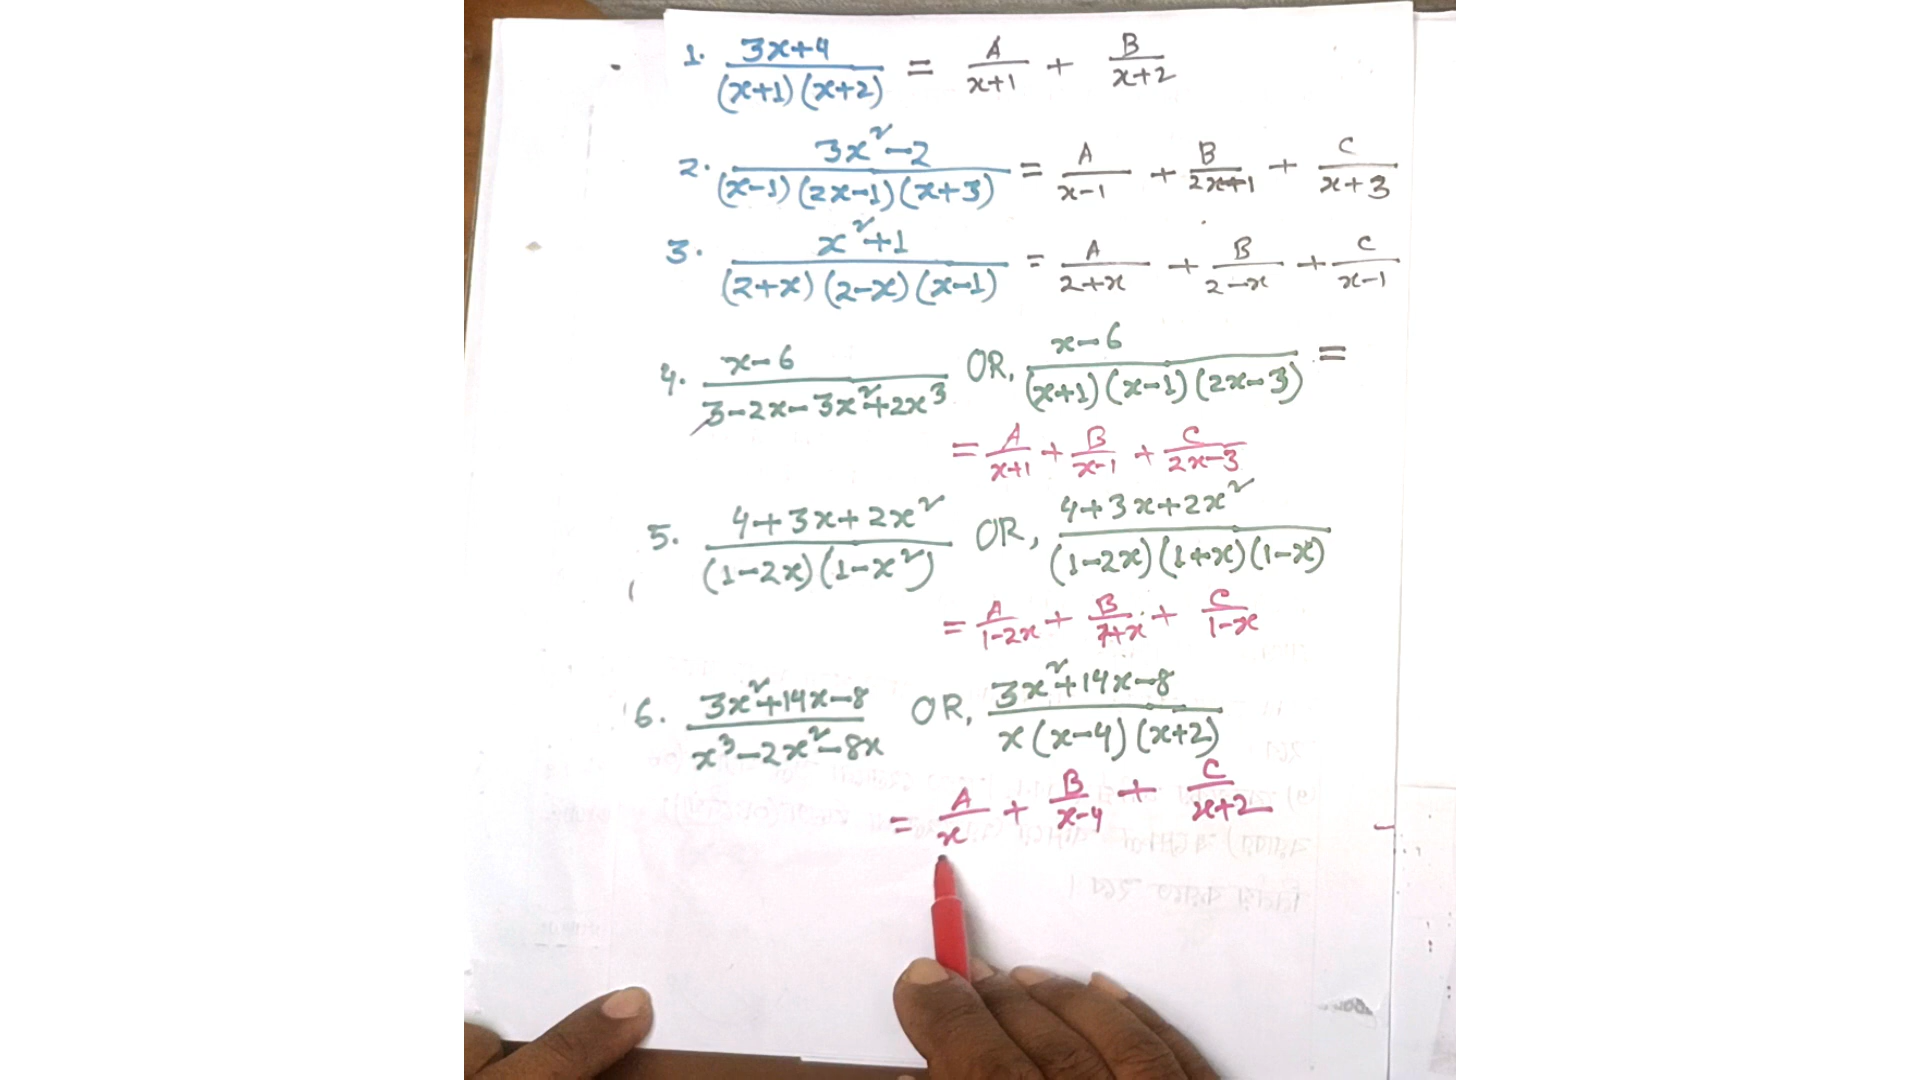 1. (3x+4)/((x+1)(x+2)) = A/(x+1) + B/(x+2)
2. (3x²-2)/((x-1)(2x-1)(x+3)) = A/(x-1) + B/(2x+1) + C/(x+3)
3. (x²+1)/((2+x)(2-x)(x-1)) = A/(2+x) + B/(2-x) + C/(x-1)
4. (x-6)/(3-2x-3x²+2x³) OR, (x-6)/((x+1)(x-1)(2x-3)) =
= A/(x+1) + B/(x-1) + C/(2x-3)
5. (4+3x+2x²)/((1-2x)(1-x²)) OR, (4+3x+2x²)/((1-2x)(1+x)(1-x))
= A/(1-2x) + B/(1+x) + C/(1-x)
6. (3x²+14x-8)/(x³-2x²-8x) OR, (3x²+14x-8)/(x(x-4)(x+2))
= A/x + B/(x-4) + C/(x+2)